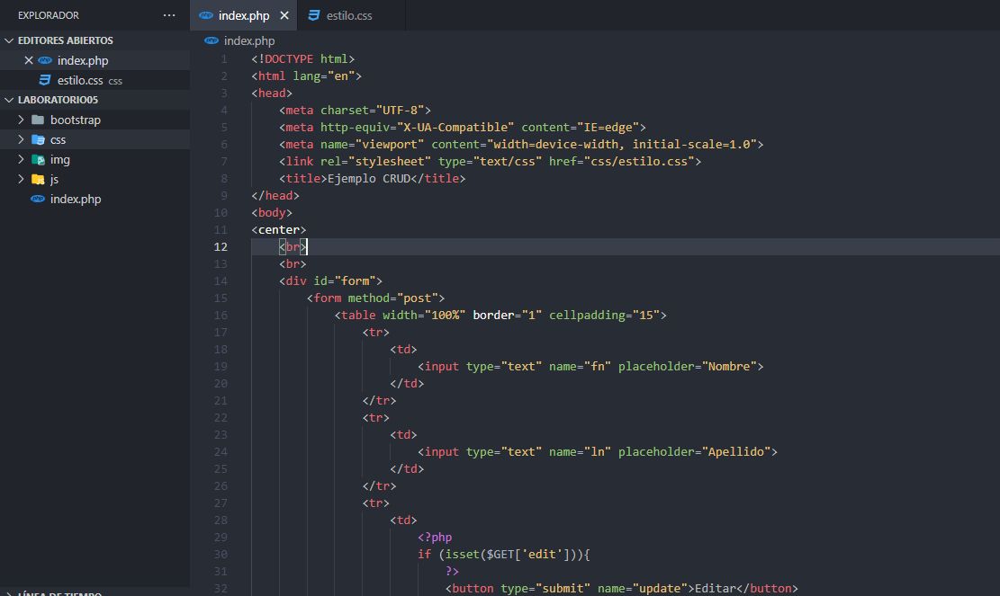 EXPLORADOR ···
EDITORES ABIERTOS
index.php
estilo.css css
LABORATORIO05
bootstrap
css
img
js
index.php
LÍNEA DE TIEMPO
index.php
estilo.css
index.php
1 <!DOCTYPE html>
2 <html lang="en">
3 <head>
4 <meta charset="UTF-8">
5 <meta http-equiv="X-UA-Compatible" content="IE=edge">
6 <meta name="viewport" content="width=device-width, initial-scale=1.0">
7 <link rel="stylesheet" type="text/css" href="css/estilo.css">
8 <title>Ejemplo CRUD</title>
9 </head>
10 <body>
11 <center>
12 <br>
13 <br>
14 <div id="form">
15 <form method="post">
16 <table width="100%" border="1" cellpadding="15">
17 <tr>
18 <td>
19 <input type="text" name="fn" placeholder="Nombre">
20 </td>
21 </tr>
22 <tr>
23 <td>
24 <input type="text" name="ln" placeholder="Apellido">
25 </td>
26 </tr>
27 <tr>
28 <td>
29 <?php
30 if (isset($GET['edit'])){
31 ?>
32 <button type="submit" name="update">Editar</button>